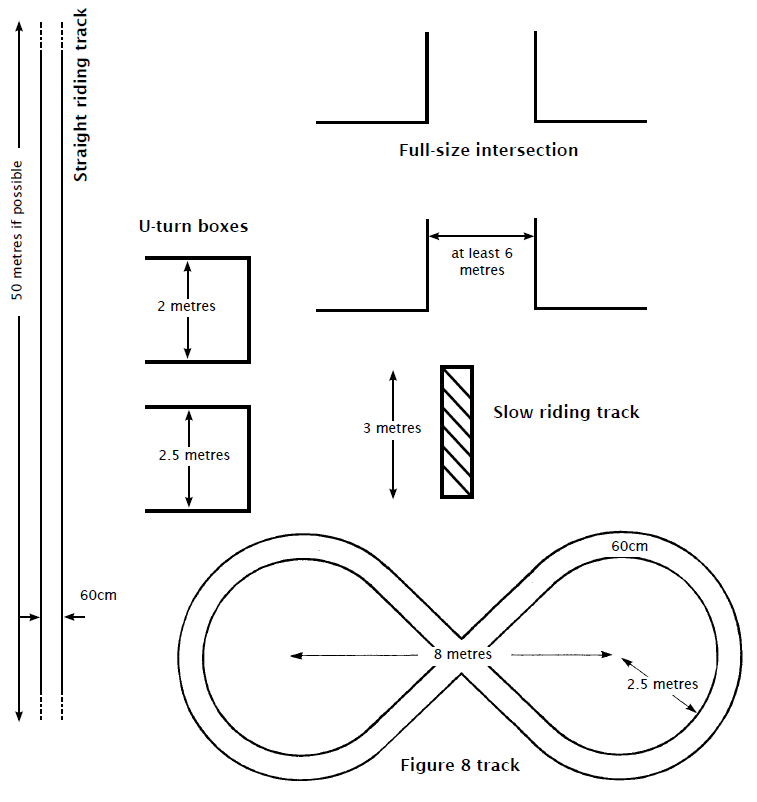 Straight riding track
50 metres if possible
Full-size intersection
U-turn boxes
at least 6
metres
2 metres
3 metres
Slow riding track
2.5 metres
60cm
60cm
8 metres
2.5 metres
Figure 8 track